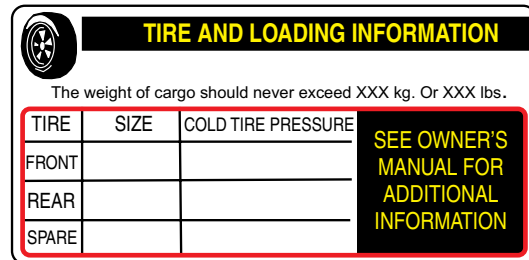 TIRE AND LOADING INFORMATION
The weight of cargo should never exceed XXX kg. Or XXX lbs.
TIRE SIZE COLD TIRE PRESSURE
FRONT
REAR
SPARE
SEE OWNER'S
MANUAL FOR
ADDITIONAL
INFORMATION